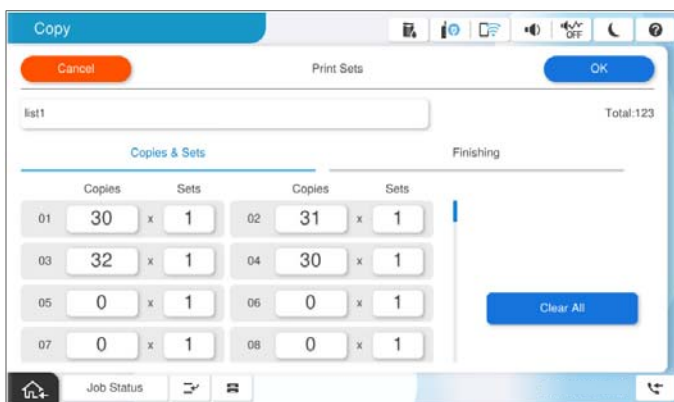 Copy
OFF
Cancel Print Sets OK
list1 Total:123
Copies & Sets Finishing
Copies Sets Copies Sets
01 30 x 1 02 31 x 1
03 32 x 1 04 30 x 1
05 0 x 1 06 0 x 1
Clear All
07 0 x 1 08 0 x 1
Job Status